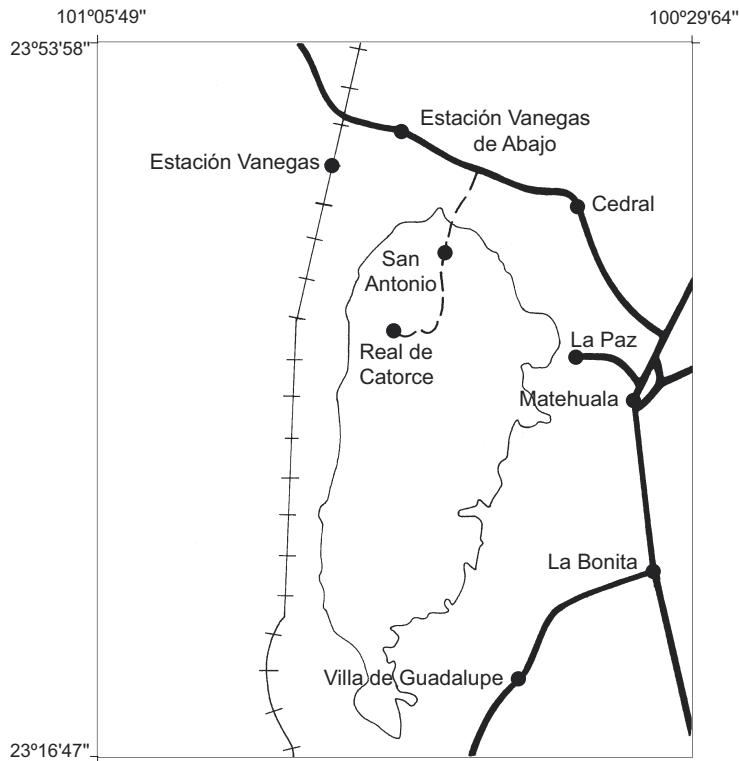 101º05'49"
100º29'64"
23º53'58"
Estación Vanegas
de Abajo
Estación Vanegas
Cedral
San
Antonio
La Paz
Real de
Catorce
Matehuala
La Bonita
Villa de Guadalupe
23º16'47"